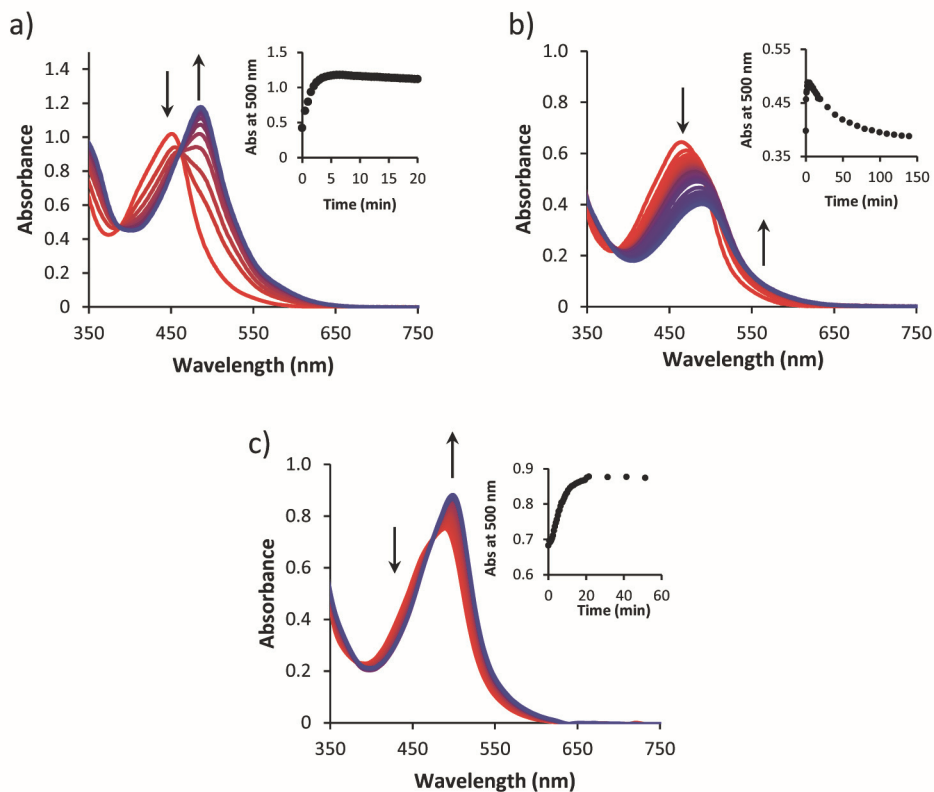 a)
1.4
1.2
1.0
0.8
0.6
0.4
0.2
0
350 450 550 650 750
Absorbance
Wavelength (nm)
1.5
1.0
0.5
0.0
0 5 10 15 20
Abs at 500 nm
Time (min)
b)
1.0
0.8
0.6
0.4
0.2
0
350 450 550 650 750
Absorbance
Wavelength (nm)
0.55
0.45
0.35
0 50 100 150
Abs at 500 nm
Time (min)
c)
1.0
0.8
0.6
0.4
0.2
0
350 450 550 650 750
Absorbance
Wavelength (nm)
0.9
0.8
0.7
0.6
0 20 40 60
Abs at 500 nm
Time (min)